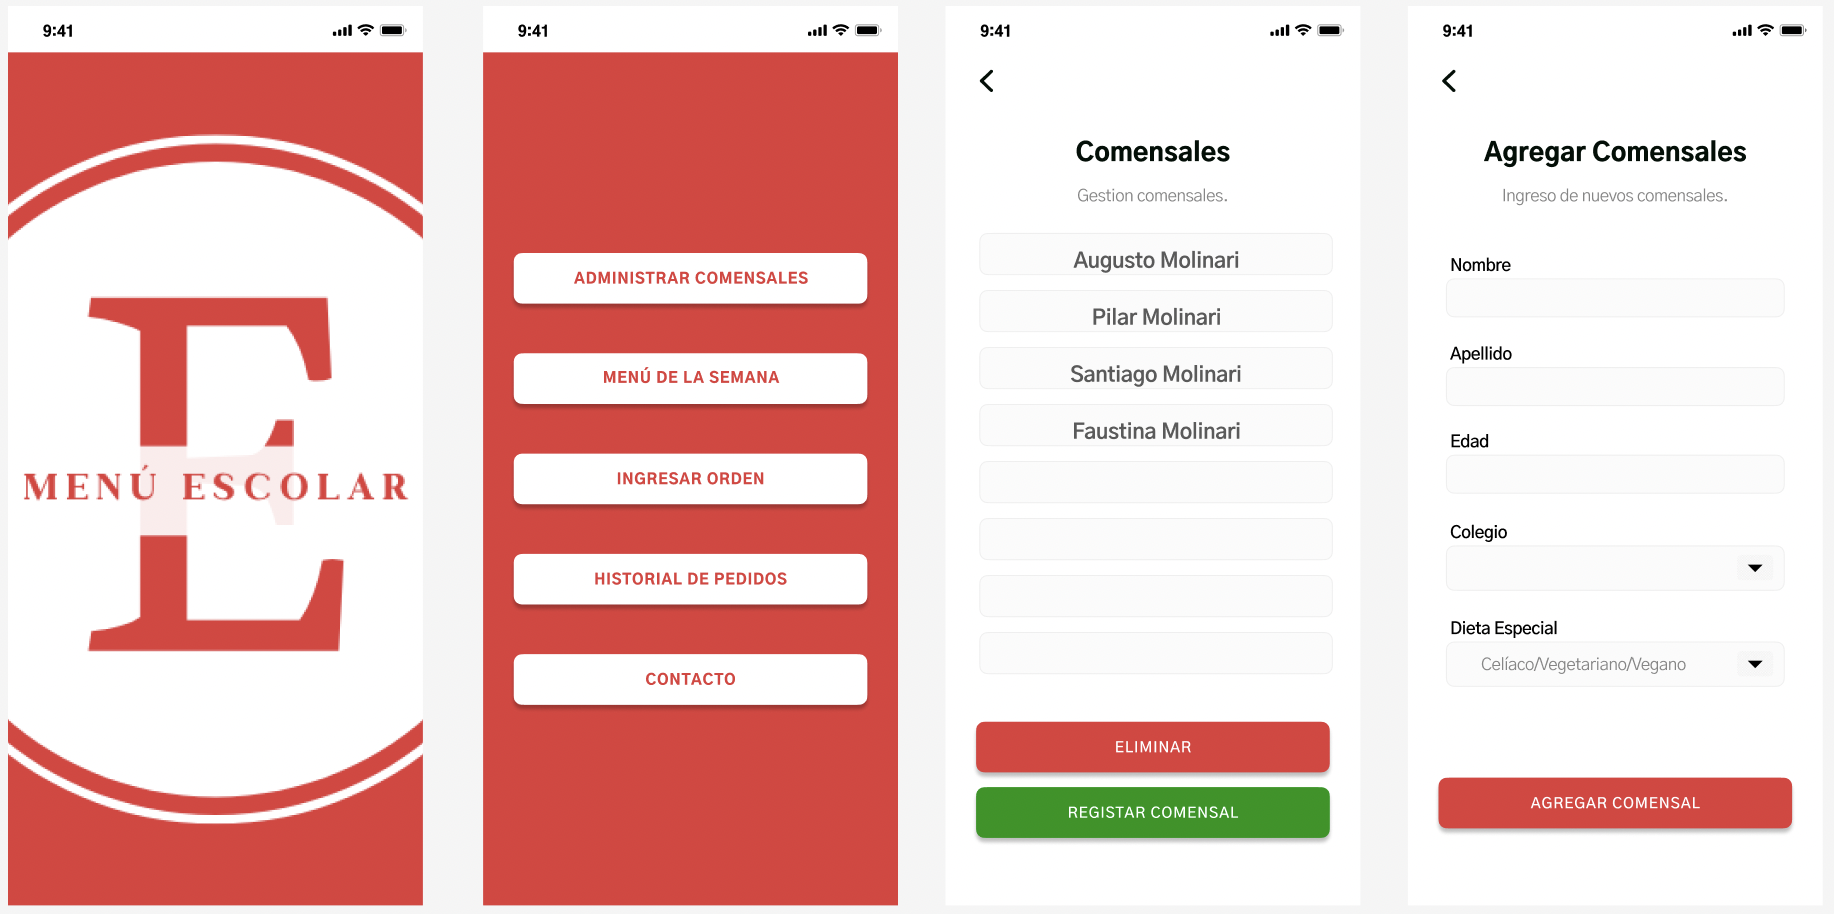 9:41
MENÚ ESCOLAR
9:41
ADMINISTRAR COMENSALES
MENÚ DE LA SEMANA
INGRESAR ORDEN
HISTORIAL DE PEDIDOS
CONTACTO
9:41
Comensales
Gestion comensales.
Augusto Molinari
Pilar Molinari
Santiago Molinari
Faustina Molinari
ELIMINAR
REGISTAR COMENSAL
9:41
Agregar Comensales
Ingreso de nuevos comensales.
Nombre
Apellido
Edad
Colegio
Dieta Especial
Celíaco/Vegetariano/Vegano
AGREGAR COMENSAL